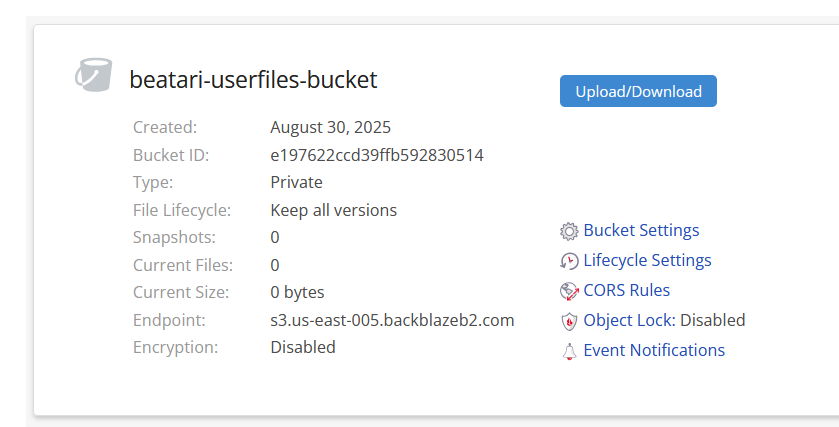 beatari-userfiles-bucket
Upload/Download
Created: August 30, 2025
Bucket ID: e197622ccd39ffb592830514
Type: Private
File Lifecycle: Keep all versions
Snapshots: 0
Current Files: 0
Current Size: 0 bytes
Endpoint: s3.us-east-005.backblazeb2.com
Encryption: Disabled
Bucket Settings
Lifecycle Settings
CORS Rules
Object Lock: Disabled
Event Notifications